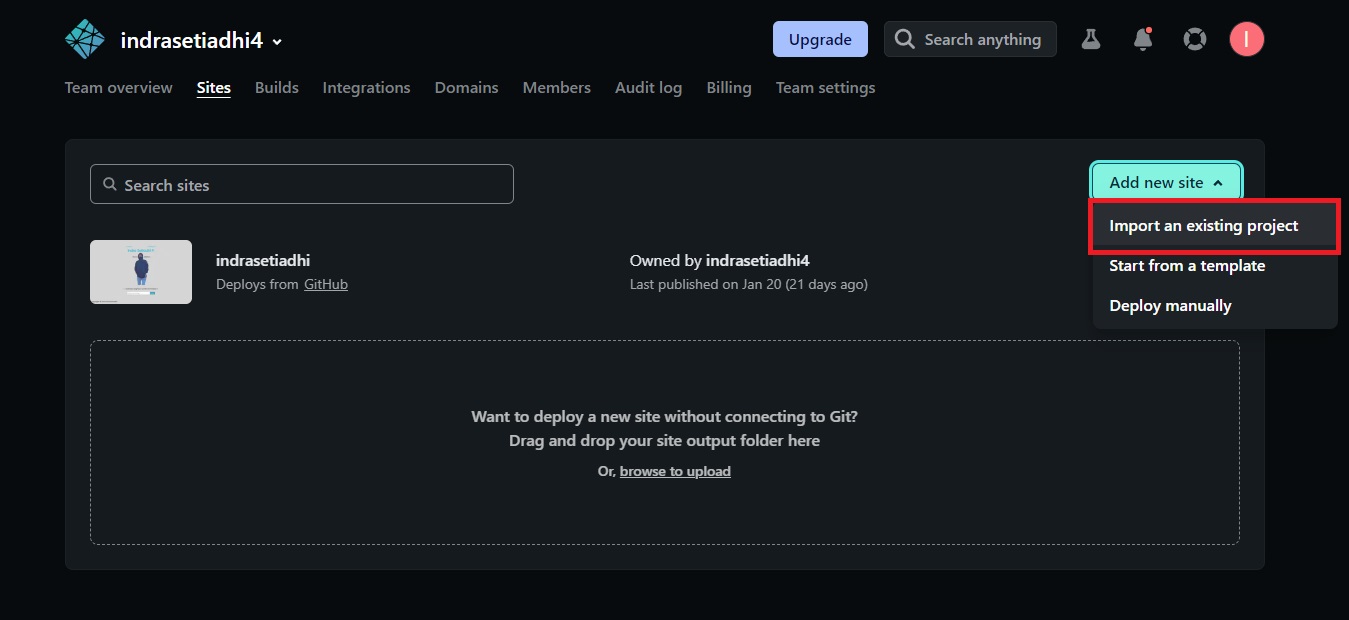 indrasetiadhi4
Upgrade
Search anything
I
Team overview Sites Builds Integrations Domains Members Audit log Billing Team settings
Search sites
Add new site
Import an existing project
Start from a template
Deploy manually
indrasetiadhi
Deploys from GitHub
Owned by indrasetiadhi4
Last published on Jan 20 (21 days ago)
Want to deploy a new site without connecting to Git?
Drag and drop your site output folder here
Or, browse to upload